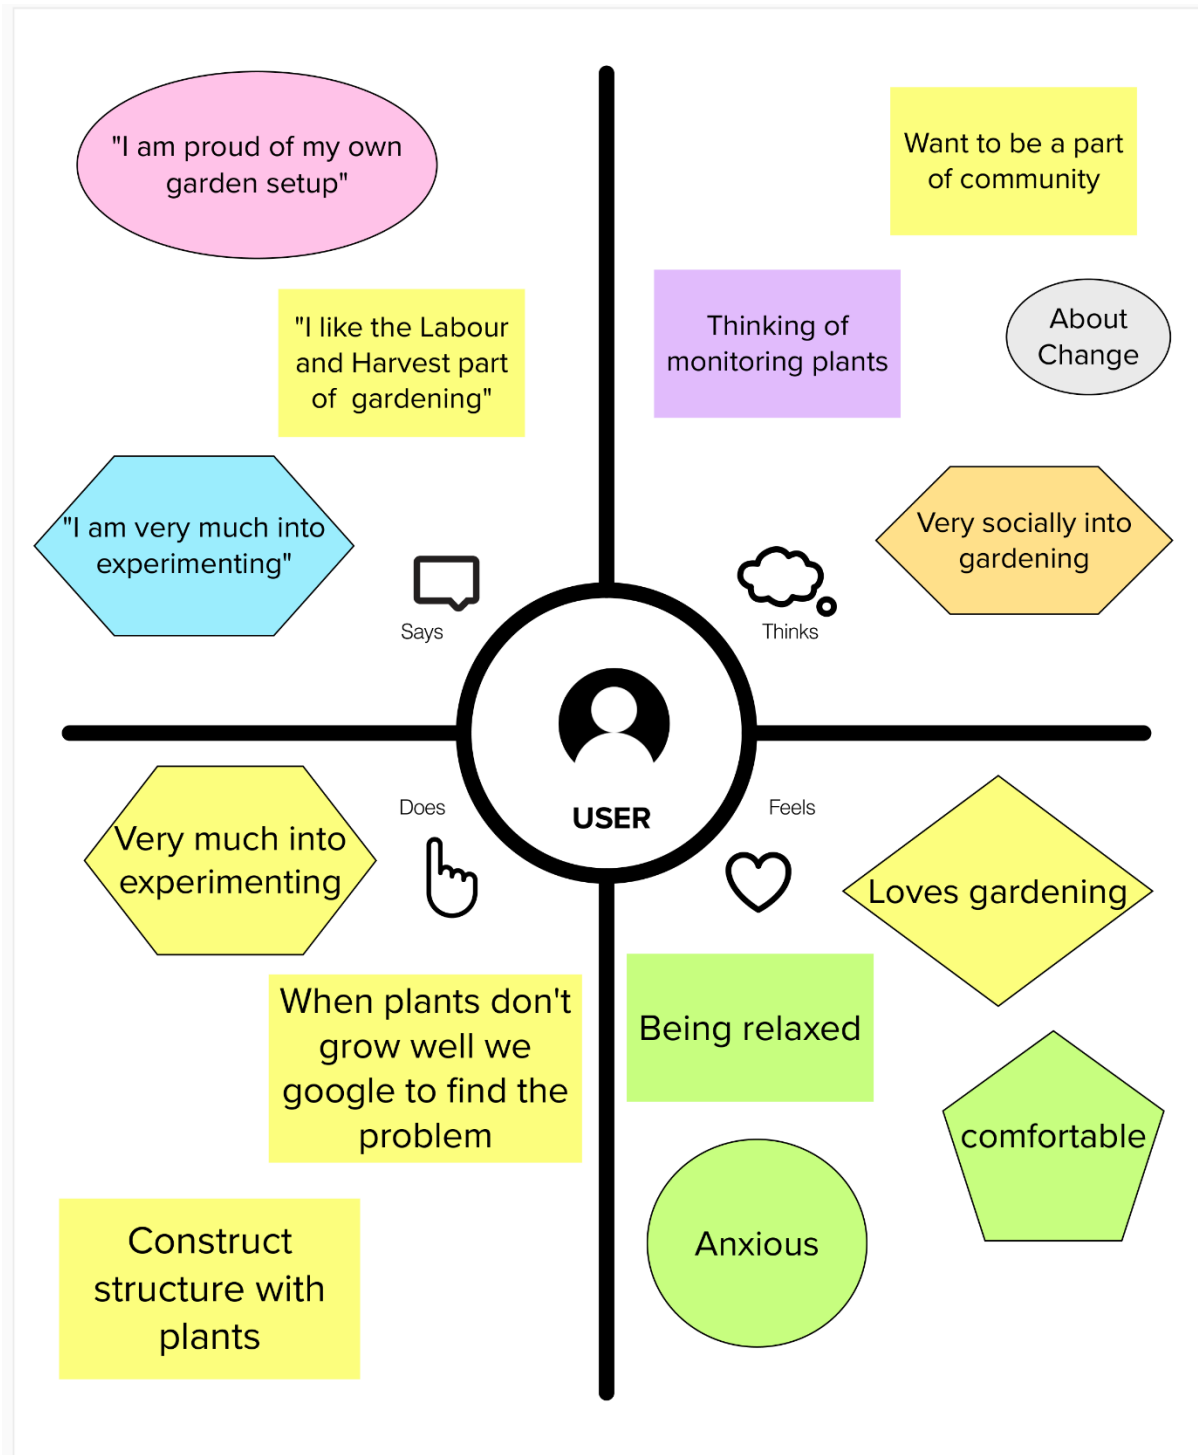 "I am proud of my own
garden setup"
"I like the Labour
and Harvest part
of gardening"
"I am very much into
experimenting"
Says
Want to be a part
of community
Thinking of
monitoring plants
About
Change
Very socially into
gardening
Thinks
USER
Does
Very much into
experimenting
When plants don't
grow well we
google to find the
problem
Construct
structure with
plants
Feels
Loves gardening
Being relaxed
comfortable
Anxious